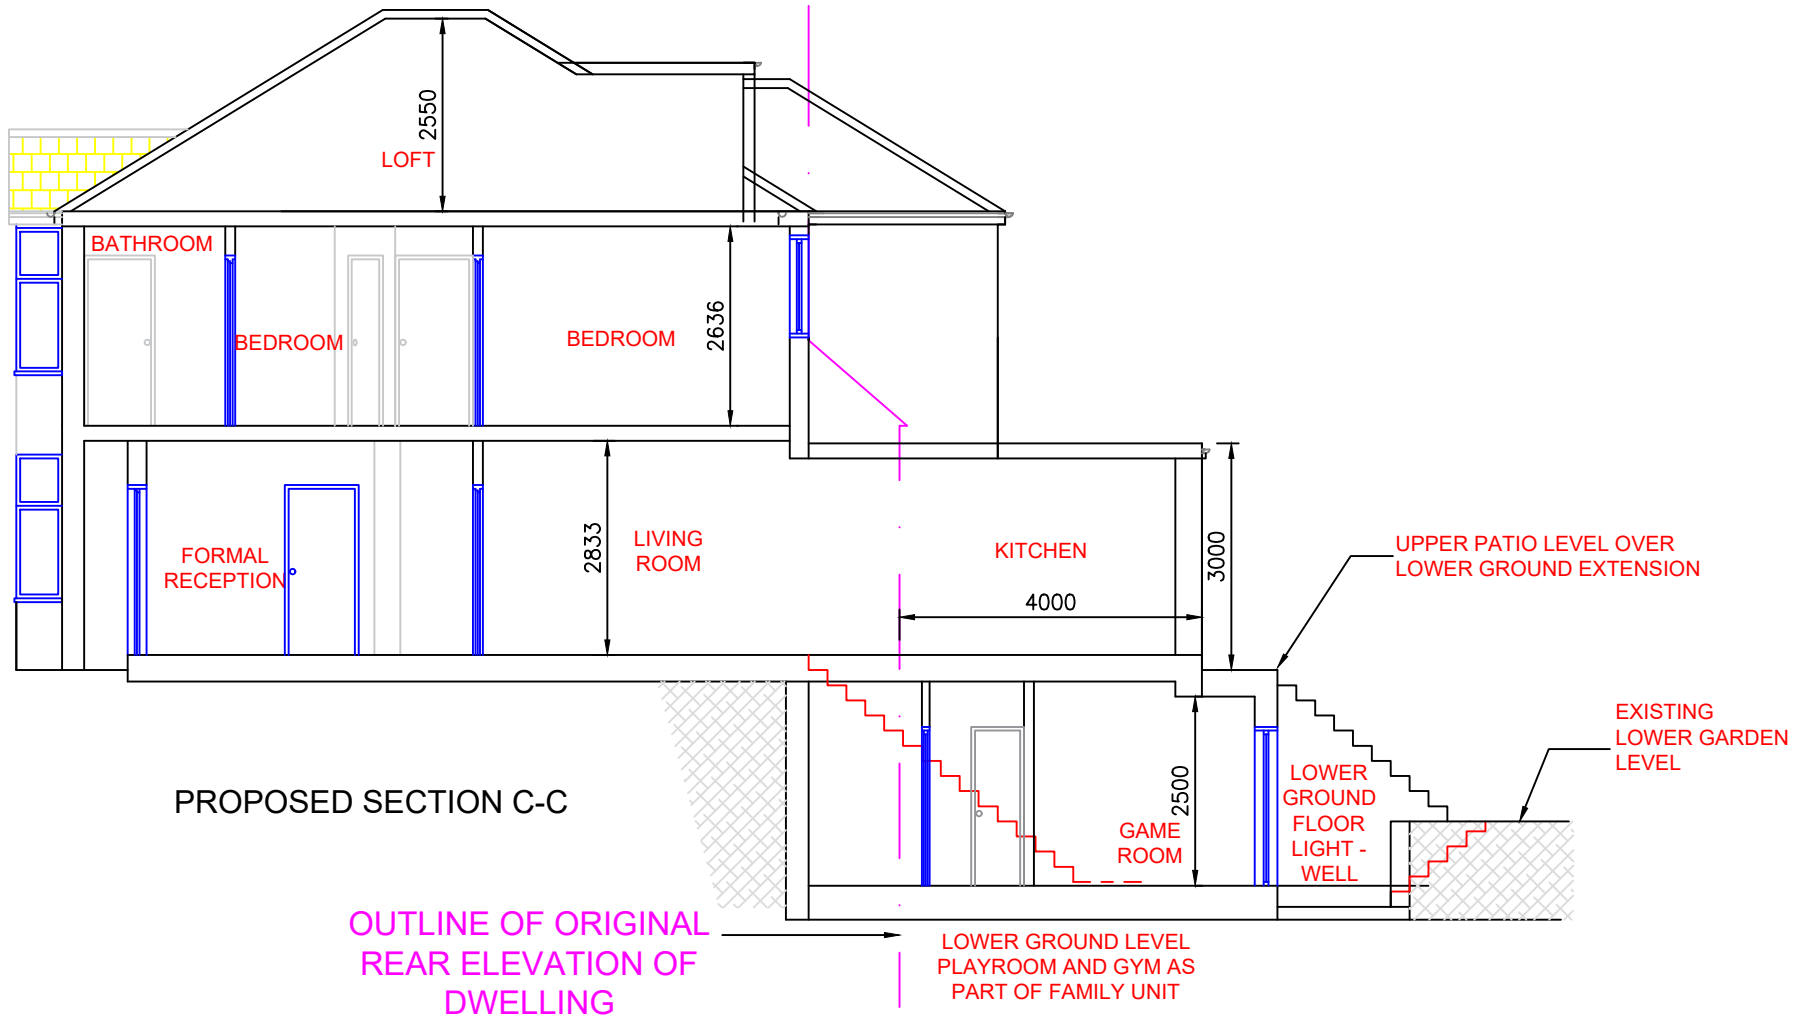 2550
LOFT
BATHROOM
BEDROOM
BEDROOM
2636
FORMAL
RECEPTION
2833
LIVING
ROOM
KITCHEN
4000
3000
UPPER PATIO LEVEL OVER
LOWER GROUND EXTENSION
EXISTING
LOWER GARDEN
LEVEL
2500
GAME
ROOM
LOWER
GROUND
FLOOR
LIGHT -
WELL
PROPOSED SECTION C-C
OUTLINE OF ORIGINAL
REAR ELEVATION OF
DWELLING
LOWER GROUND LEVEL
PLAYROOM AND GYM AS
PART OF FAMILY UNIT